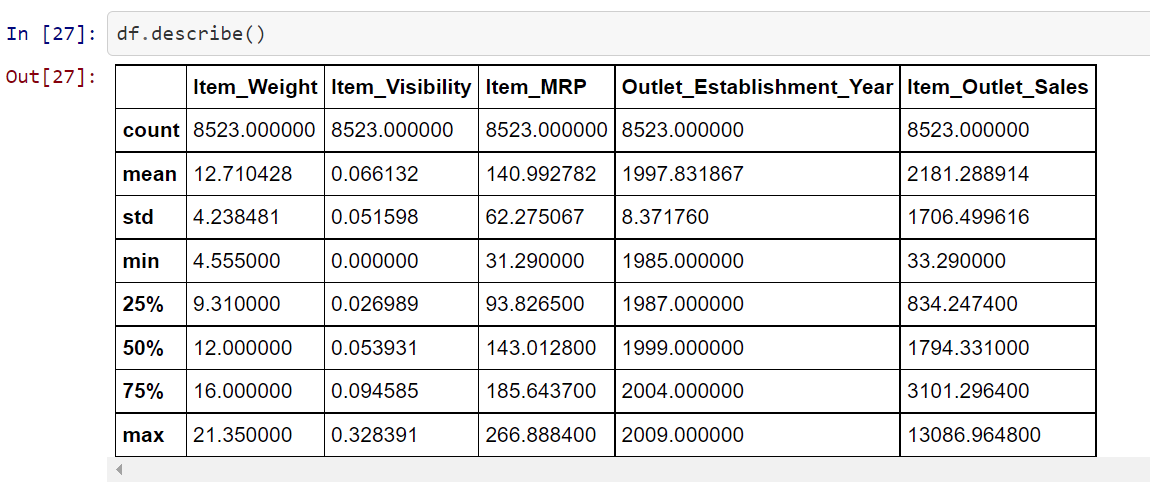 In [27]: df.describe()
Out[27]:
Item_Weight Item_Visibility Item_MRP Outlet_Establishment_Year Item_Outlet_Sales
count 8523.000000 8523.000000 8523.000000 8523.000000 8523.000000
mean 12.710428 0.066132 140.992782 1997.831867 2181.288914
std 4.238481 0.051598 62.275067 8.371760 1706.499616
min 4.555000 0.000000 31.290000 1985.000000 33.290000
25% 9.310000 0.026989 93.826500 1987.000000 834.247400
50% 12.000000 0.053931 143.012800 1999.000000 1794.331000
75% 16.000000 0.094585 185.643700 2004.000000 3101.296400
max 21.350000 0.328391 266.888400 2009.000000 13086.964800